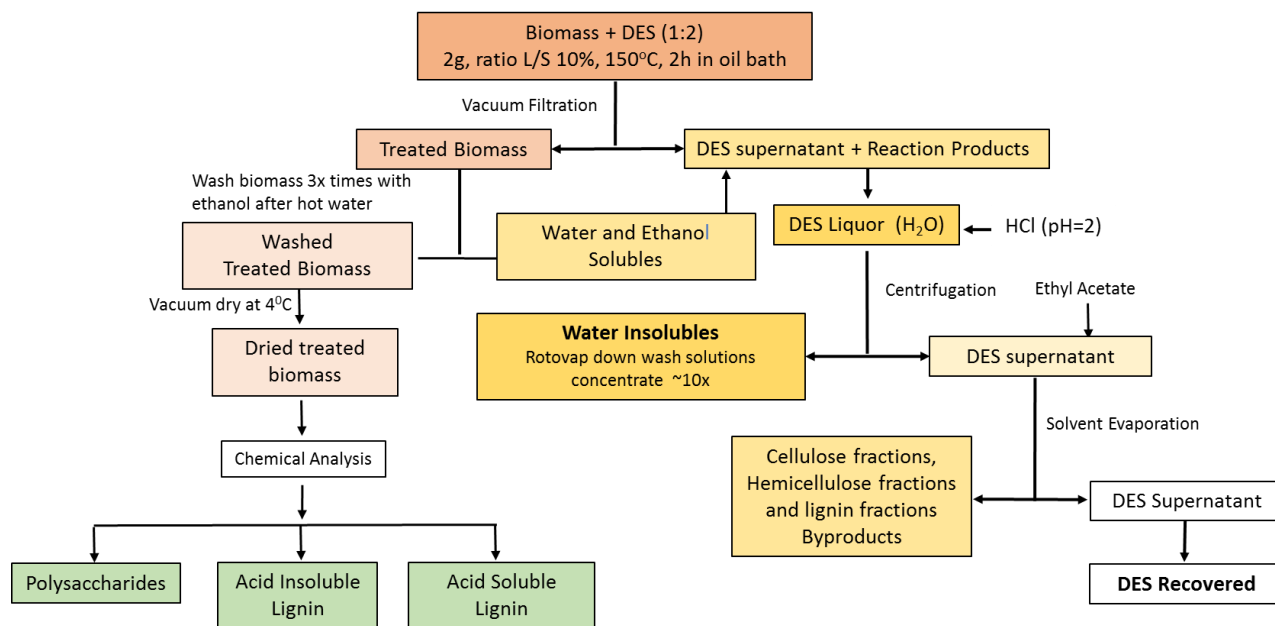 Biomass + DES (1:2)
2g, ratio L/S 10%, 150⁰C, 2h in oil bath
Vacuum Filtration
Treated Biomass
DES supernatant + Reaction Products
Wash biomass 3x times with
ethanol after hot water
Water and Ethanol
Solubles
DES Liquor (H₂O)
HCl (pH=2)
Washed
Treated Biomass
Vacuum dry at 4⁰C
Centrifugation
Ethyl Acetate
Water Insolubles
Rotovap down wash solutions
concentrate ~10x
DES supernatant
Dried treated
biomass
Solvent Evaporation
Chemical Analysis
Cellulose fractions,
Hemicellulose fractions
and lignin fractions
Byproducts
DES Supernatant
Polysaccharides
Acid Insoluble
Lignin
Acid Soluble
Lignin
DES Recovered